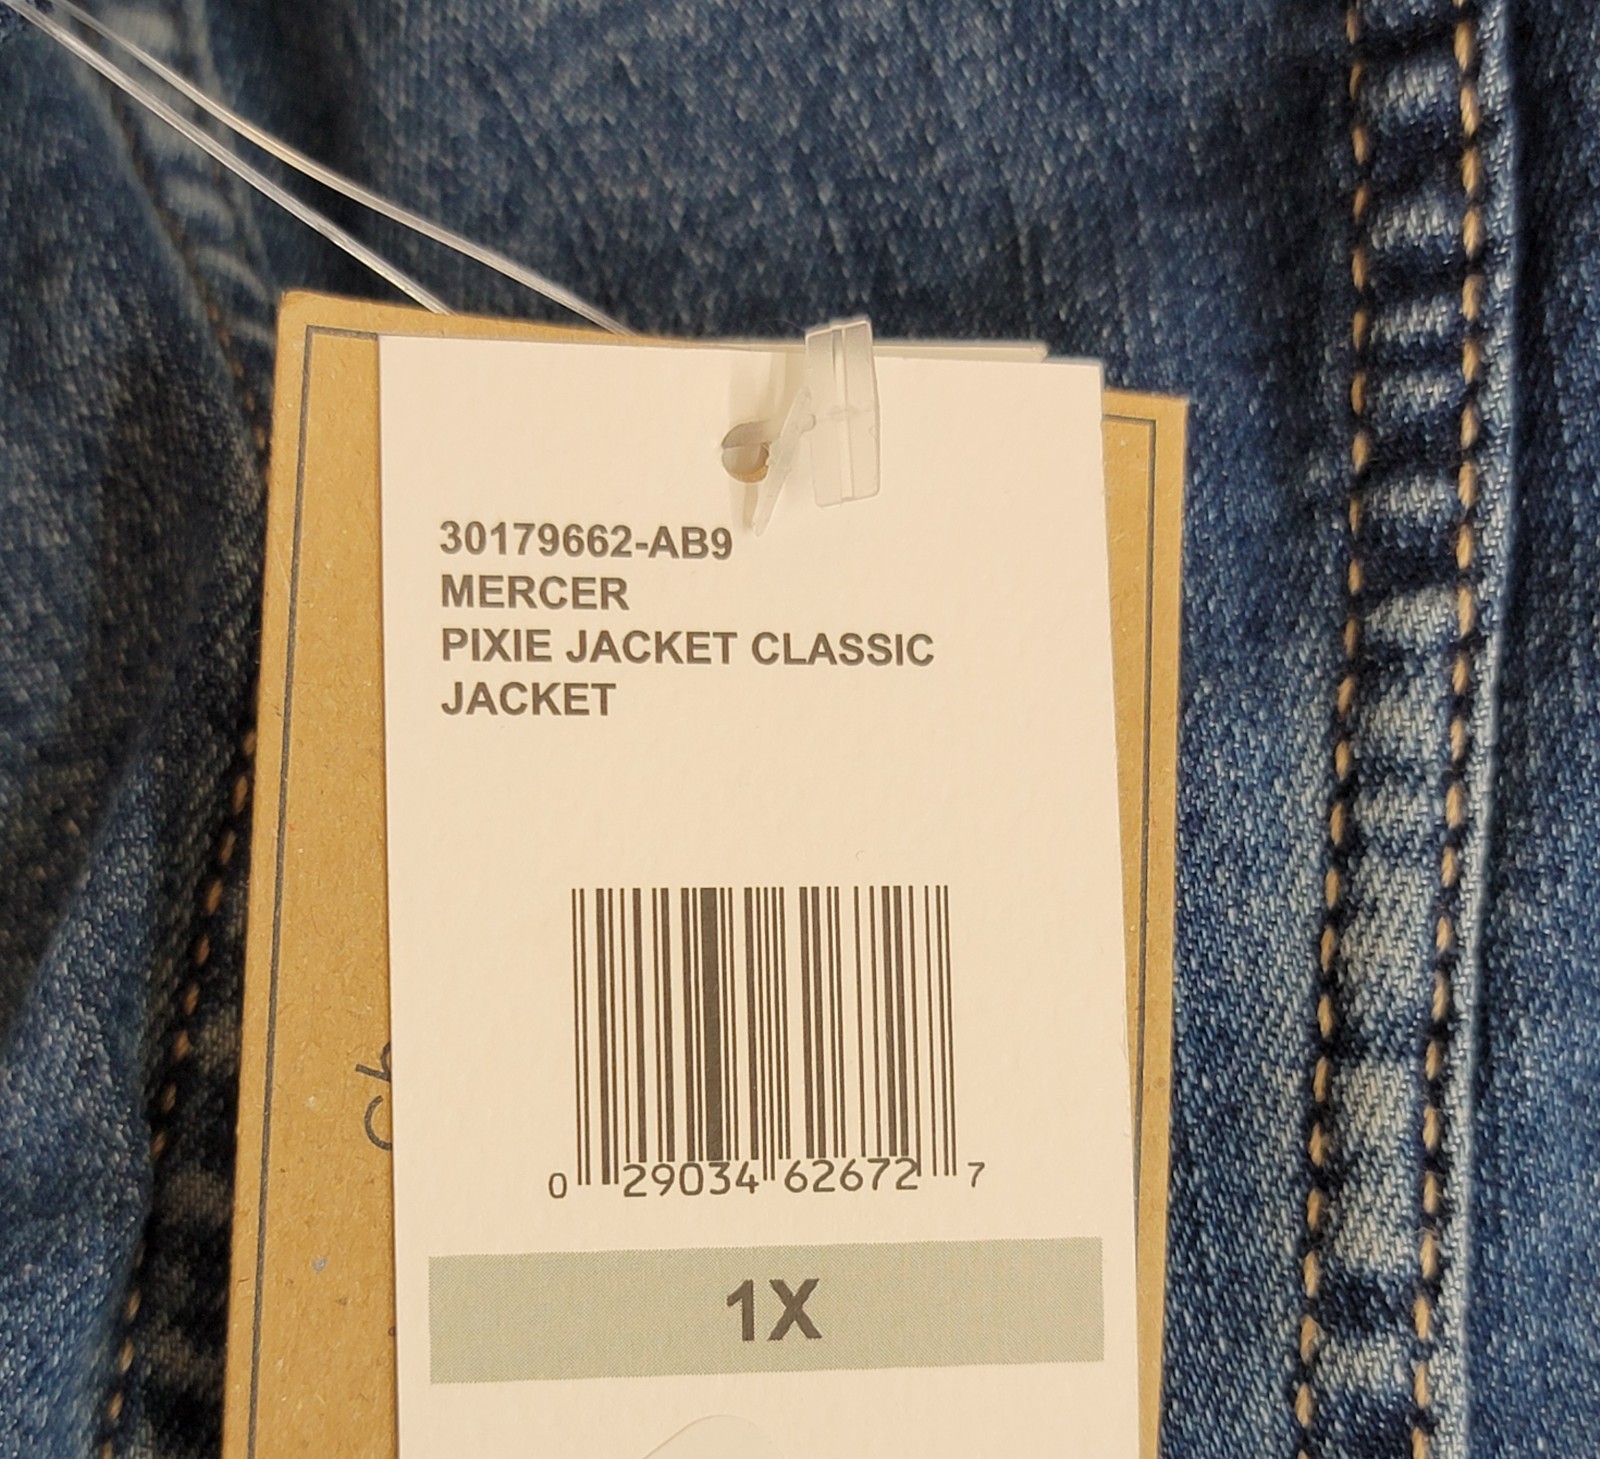 30179662-AB9
MERCER
PIXIE JACKET CLASSIC
JACKET
0 29034 62672 7
1X